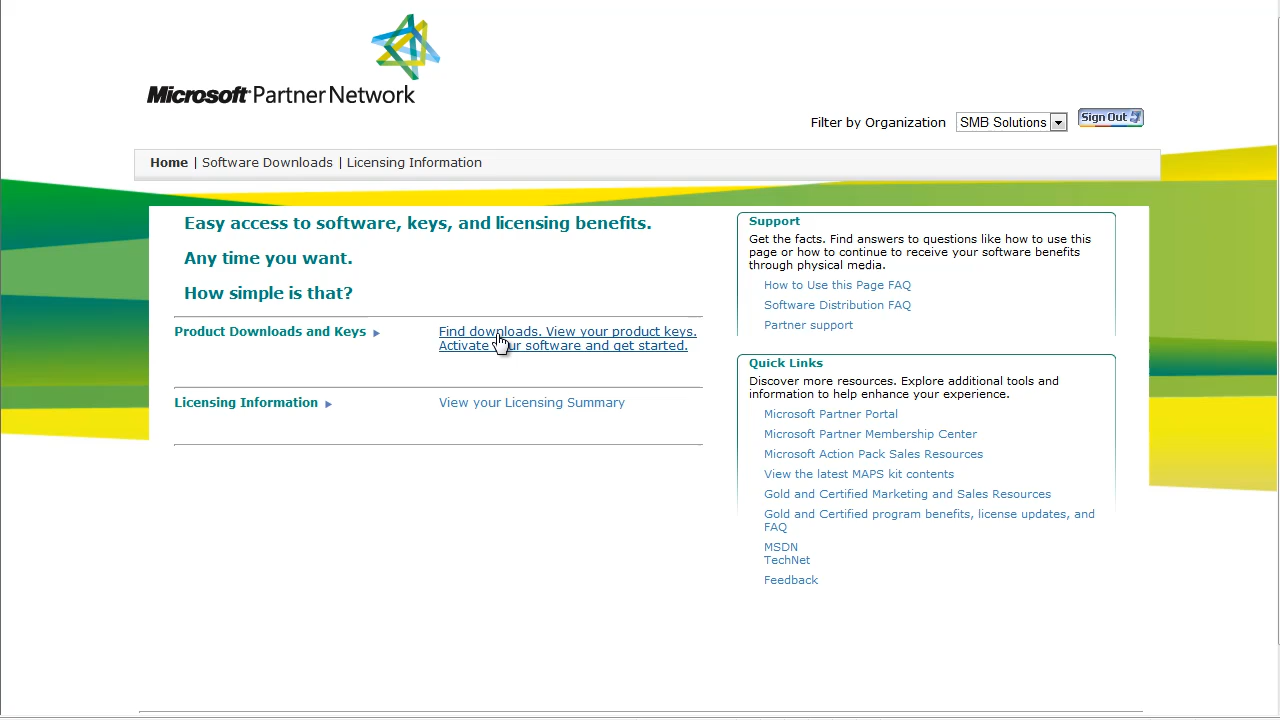 Microsoft Partner Network
Filter by Organization SMB Solutions Sign Out
Home | Software Downloads | Licensing Information
Easy access to software, keys, and licensing benefits.
Any time you want.
How simple is that?
Product Downloads and Keys
Find downloads. View your product keys.
Activate your software and get started.
Licensing Information
View your Licensing Summary
Support
Get the facts. Find answers to questions like how to use this
page or how to continue to receive your software benefits
through physical media.
How to Use this Page FAQ
Software Distribution FAQ
Partner support
Quick Links
Discover more resources. Explore additional tools and
information to help enhance your experience.
Microsoft Partner Portal
Microsoft Partner Membership Center
Microsoft Action Pack Sales Resources
View the latest MAPS kit contents
Gold and Certified Marketing and Sales Resources
Gold and Certified program benefits, license updates, and
FAQ
MSDN
TechNet
Feedback